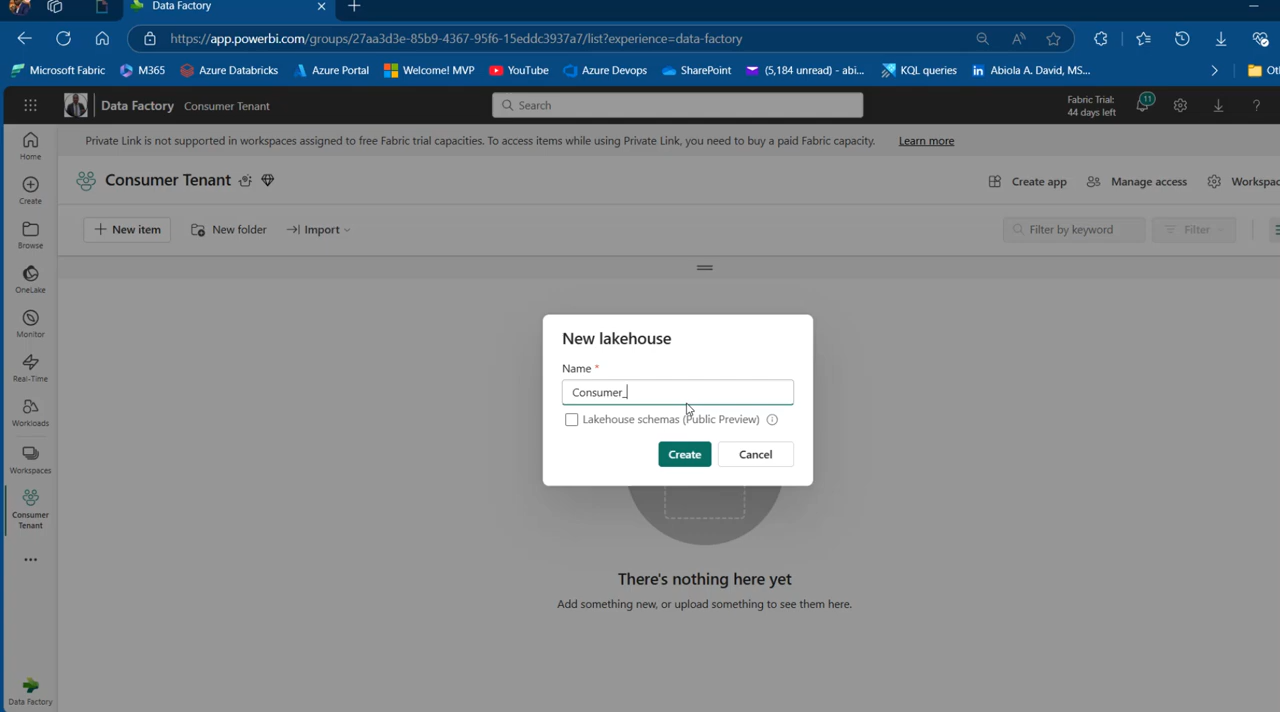 Data Factory
https://app.powerbi.com/groups/27aa3d3e-85b9-4367-95f6-15eddc3937a7/list?experience=data-factory
Microsoft Fabric M365 Azure Databricks Azure Portal Welcome! MVP YouTube Azure Devops SharePoint (5,184 unread) - abi... KQL queries Abiola A. David, MS...
Data Factory Consumer Tenant Search Fabric Trial: 11
44 days left
Private Link is not supported in workspaces assigned to free Fabric trial capacities. To access items while using Private Link, you need to buy a paid Fabric capacity. Learn more
Home
Consumer Tenant Create app Manage access
Create
New item New folder Import Filter by keyword Filter
Browse
OneLake
Monitor
Real-Time
Workloads
Workspaces
Consumer
Tenant
Data Factory
New lakehouse
Name *
Consumer_
Lakehouse schemas (Public Preview)
Create Cancel
There's nothing here yet
Add something new, or upload something to see them here.